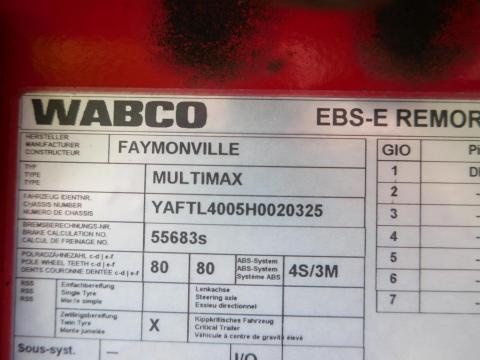 WABCO EBS-E REMOR
HERSTELLER
MANUFACTURER
CONSTRUCTEUR
FAYMONVILLE
TYP
TYPE
TYPE
MULTIMAX
FAHRZEUG IDENTNR.
CHASSIS NUMBER
NUMERO DE CHASSIS
YAFTL4005H0020325
BREMSBERECHNUNGS-NR.
BRAKE CALCULATION NO.
CALCUL DE FREINAGE NO.
55683s
POLRADZÄHNEZAHL c-d | e-f
POLE WHEEL TEETH c-d | e-f
DENTS COURONNE DENTÉE c-d | e-f
80 80
ABS-System
ABS-System
Système ABS
4S/3M
RSS Einfachbereifung
RSS Single Tyre
RSS Monte simple
Lenkachse
Steering axle
Essieu directionnel
Zwillingsbereifung
Twin Tyre
Monte jumelée
X
Kippkritisches Fahrzeug
Critical Trailer
Véhicule à centre de gravité élevé
Sous-syst. — I/O
GIO Pi
1
2 -
3 -
4
5
6 -
7 -